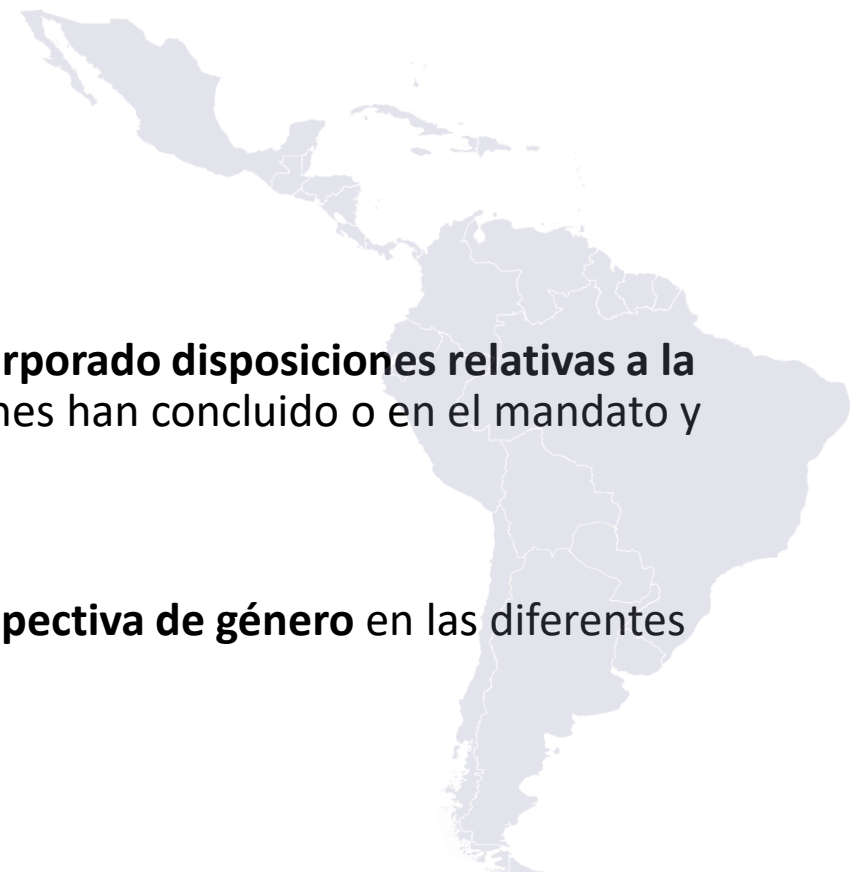 rporado disposiciones relativas a la
nes han concluido o en el mandato y
pectiva de género en las diferentes